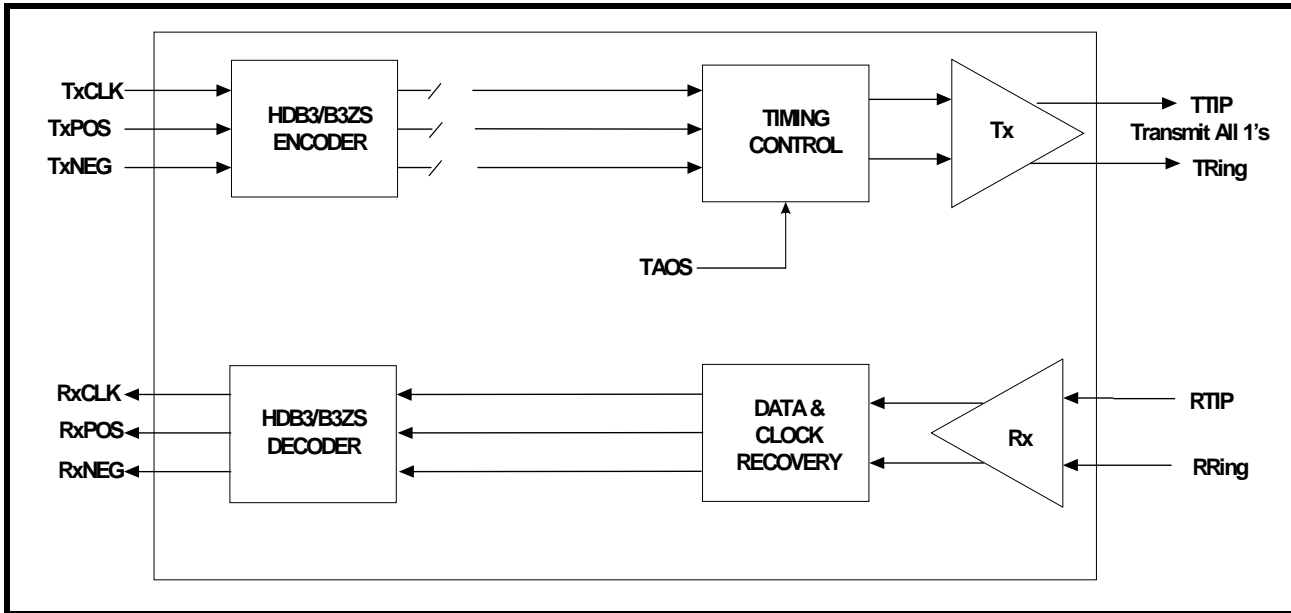 TxCLK
TxPOS
TxNEG
HDB3/B3ZS
ENCODER
TIMING
CONTROL
Tx
TTIP
Transmit All 1's
TRing
TAOS
RxCLK
RxPOS
RxNEG
HDB3/B3ZS
DECODER
DATA &
CLOCK
RECOVERY
Rx
RTIP
RRing